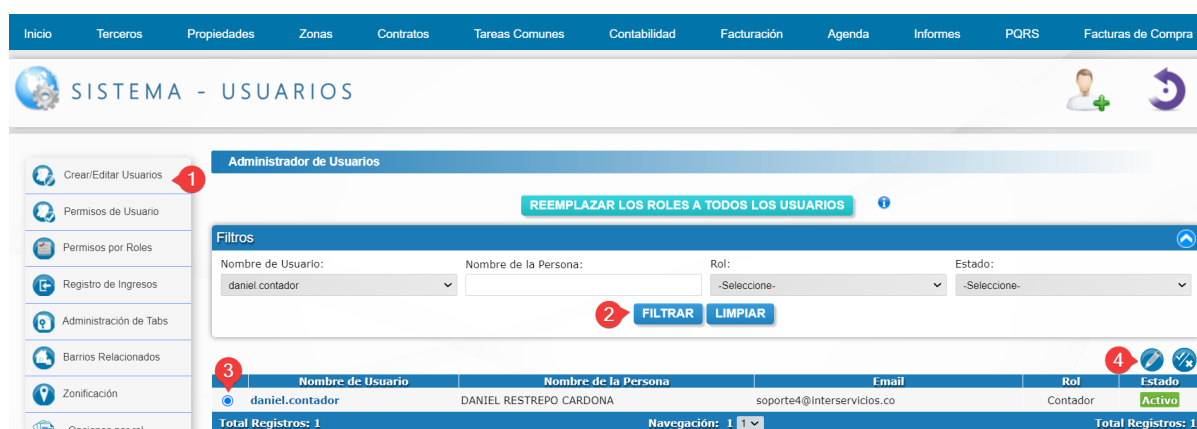 Inicio Terceros Propiedades Zonas Contratos Tareas Comunes Contabilidad Facturación Agenda Informes PQRS Facturas de Compra
SISTEMA - USUARIOS
Crear/Editar Usuarios
1
Permisos de Usuario
Permisos por Roles
Registro de Ingresos
Administración de Tabs
Barrios Relacionados
Zonificación
Opciones por rol
Administrador de Usuarios
REEMPLAZAR LOS ROLES A TODOS LOS USUARIOS
Filtros
Nombre de Usuario: Nombre de la Persona: Rol: Estado:
daniel.contador -Seleccione- -Seleccione-
2 FILTRAR LIMPIAR
3 4
Nombre de Usuario Nombre de la Persona Email Rol Estado
daniel.contador DANIEL RESTREPO CARDONA soporte4@interservicios.co Contador Activo
Total Registros: 1 Navegación: 1 1 Total Registros: 1